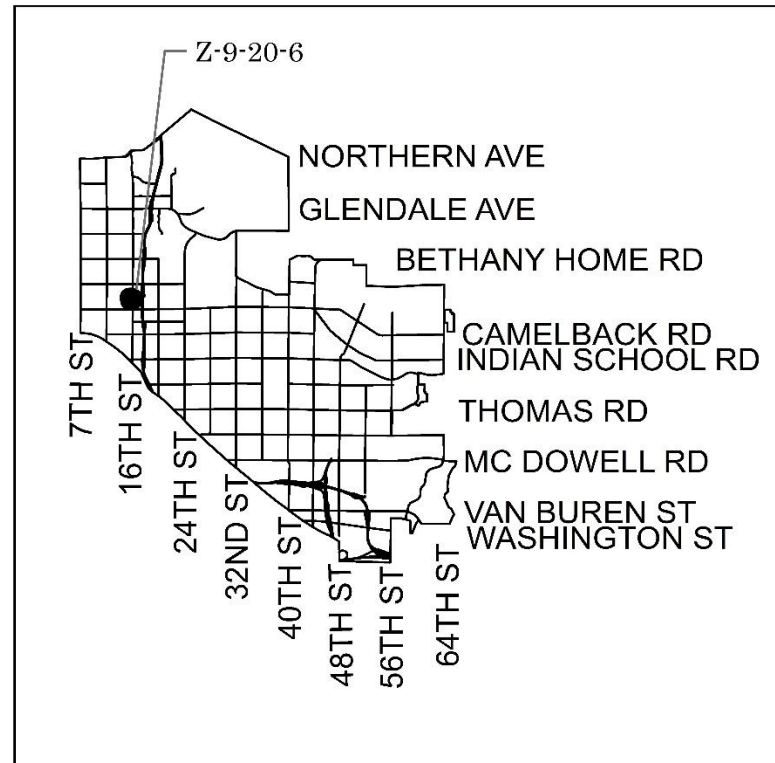 Z-9-20-6
NORTHERN AVE
GLENDALE AVE
BETHANY HOME RD
CAMELBACK RD
INDIAN SCHOOL RD
THOMAS RD
MC DOWELL RD
VAN BUREN ST
WASHINGTON ST
7TH ST
16TH ST
24TH ST
32ND ST
40TH ST
48TH ST
56TH ST
64TH ST